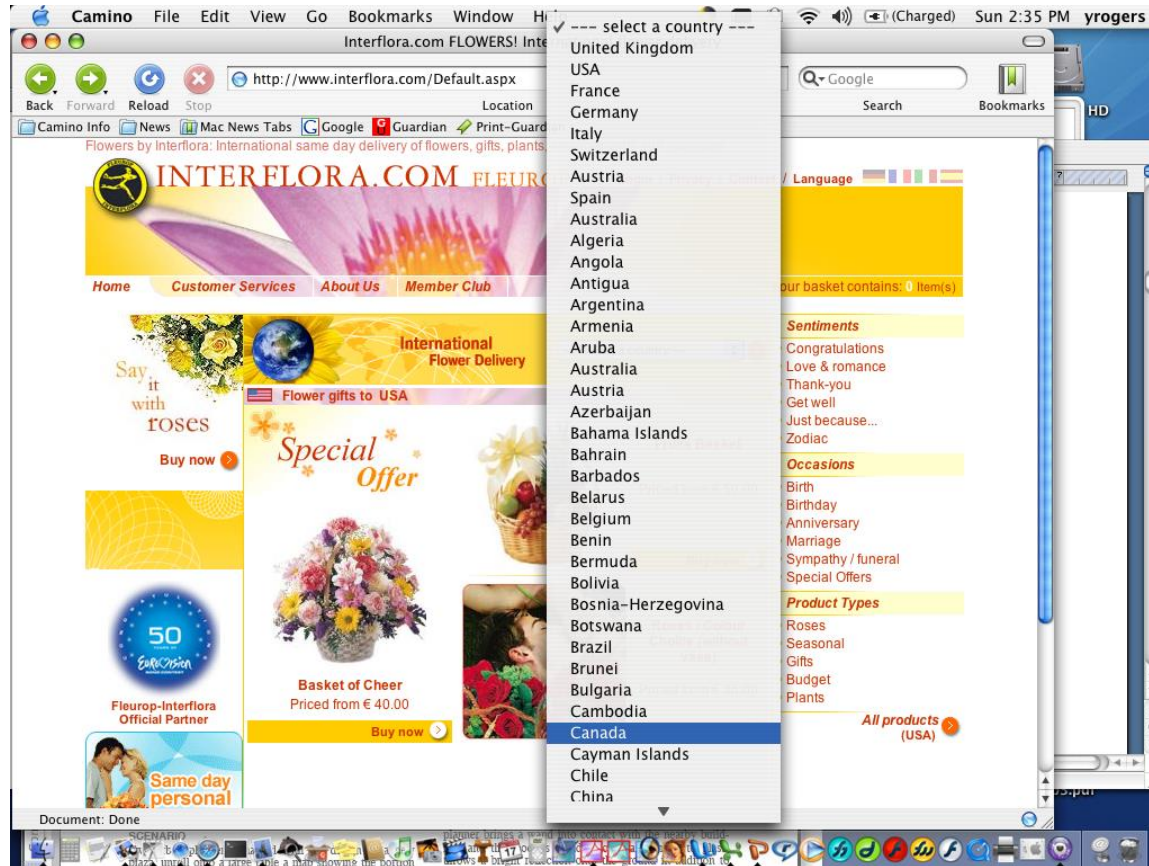 Camino File Edit View Go Bookmarks Window (Charged) Sun 2:35 PM yrogers
Interflora.com FLOWERS!
http://www.interflora.com/Default.aspx
Google
Back Forward Reload Stop Location Search Bookmarks
HD
Camino Info News Mac News Tabs Google Guardian
Flowers by Interflora: International same day delivery of flowers, gifts, plants,
INTERFLORA.COM
/ Language
Home Customer Services About Us Member Club
basket contains: 0 Item(s)
Say it with roses
Buy now
50
EUROVISION
Fleurop-Interflora
Official Partner
Same day
personal
International
Flower Delivery
Flower gifts to USA
Special
Offer
Basket of Cheer
Priced from € 40.00
Buy now
--- select a country ---
United Kingdom
USA
France
Germany
Italy
Switzerland
Austria
Spain
Australia
Algeria
Angola
Antigua
Argentina
Armenia
Aruba
Australia
Austria
Azerbaijan
Bahama Islands
Bahrain
Barbados
Belarus
Belgium
Benin
Bermuda
Bolivia
Bosnia-Herzegovina
Botswana
Brazil
Brunei
Bulgaria
Cambodia
Canada
Cayman Islands
Chile
China
Sentiments
Congratulations
Love & romance
Thank-you
Get well
Just because...
Zodiac
Occasions
Birth
Birthday
Anniversary
Marriage
Sympathy / funeral
Special Offers
Product Types
Roses
Seasonal
Gifts
Budget
Plants
All products
(USA)
Document: Done
SCENARIO
17